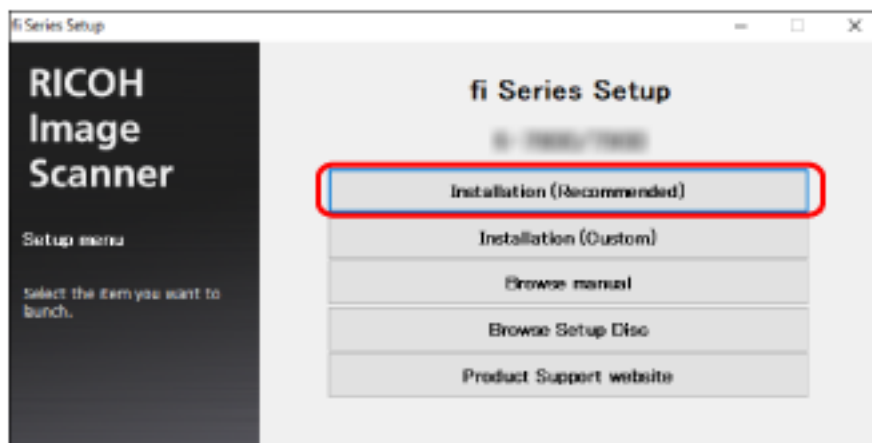 fi Series Setup
RICOH
Image
Scanner
Setup menu
Select the item you want to
launch.
fi Series Setup
Installation (Recommended)
Installation (Custom)
Browse manual
Browse Setup Disc
Product Support website